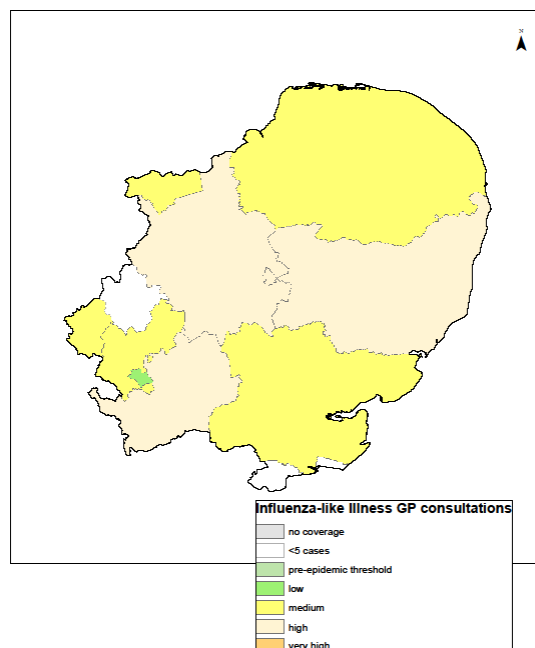 N
Influenza-like Illness GP consultations
no coverage
<5 cases
pre-epidemic threshold
low
medium
high
very high